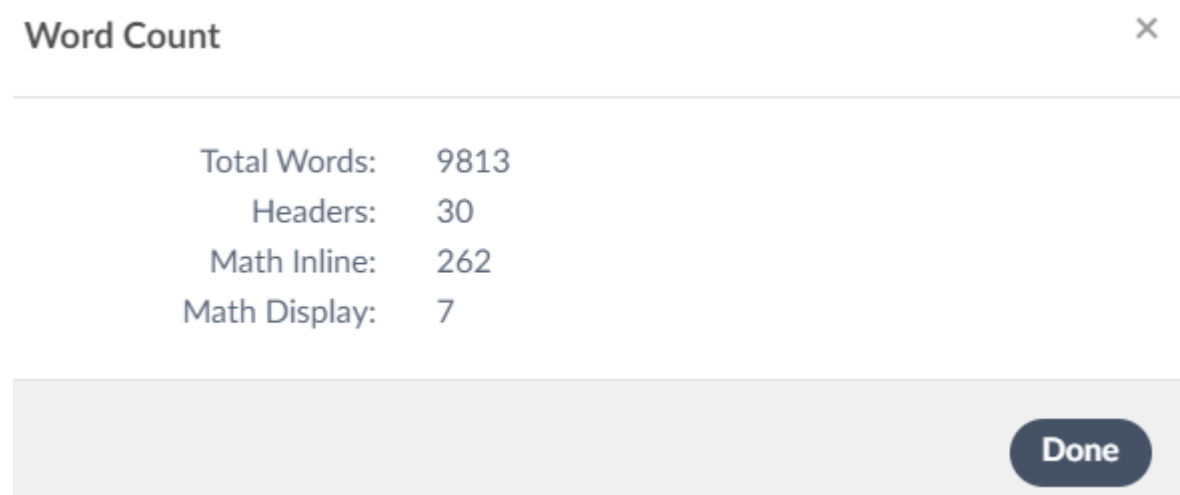 Word Count ×
Total Words: 9813
Headers: 30
Math Inline: 262
Math Display: 7
Done